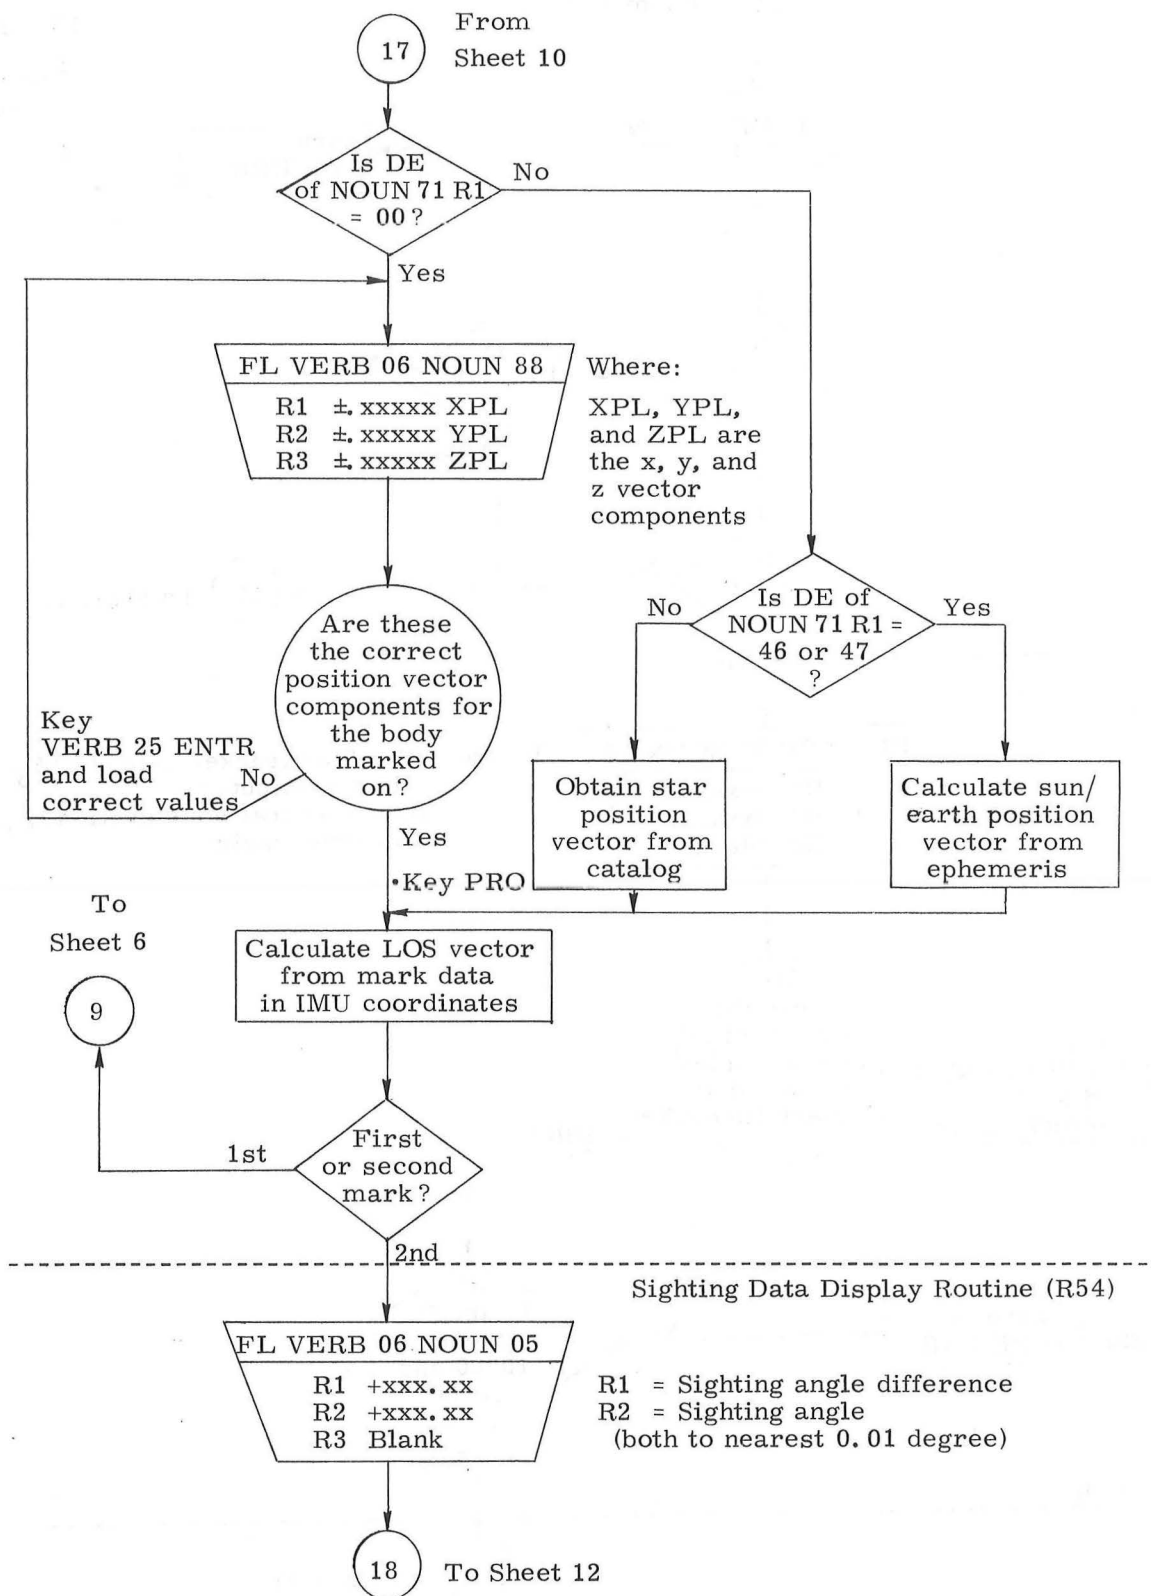 From
Sheet 10
17
Is DE
of NOUN 71 R1
= 00?
No
Yes
FL VERB 06 NOUN 88
R1 ±.xxxxx XPL
R2 ±.xxxxx YPL
R3 ±.xxxxx ZPL
Where:
XPL, YPL,
and ZPL are
the x, y, and
z vector
components
Is DE of
NOUN 71 R1 =
46 or 47
?
No
Yes
Are these
the correct
position vector
components for
the body
marked
on?
Key
VERB 25 ENTR
and load
correct values
No
Yes
Obtain star
position
vector from
catalog
Calculate sun/
earth position
vector from
ephemeris
•Key PRO
To
Sheet 6
9
Calculate LOS vector
from mark data
in IMU coordinates
First
or second
mark?
1st
2nd
Sighting Data Display Routine (R54)
FL VERB 06 NOUN 05
R1 +xxx.xx
R2 +xxx.xx
R3 Blank
R1 = Sighting angle difference
R2 = Sighting angle
(both to nearest 0.01 degree)
18
To Sheet 12